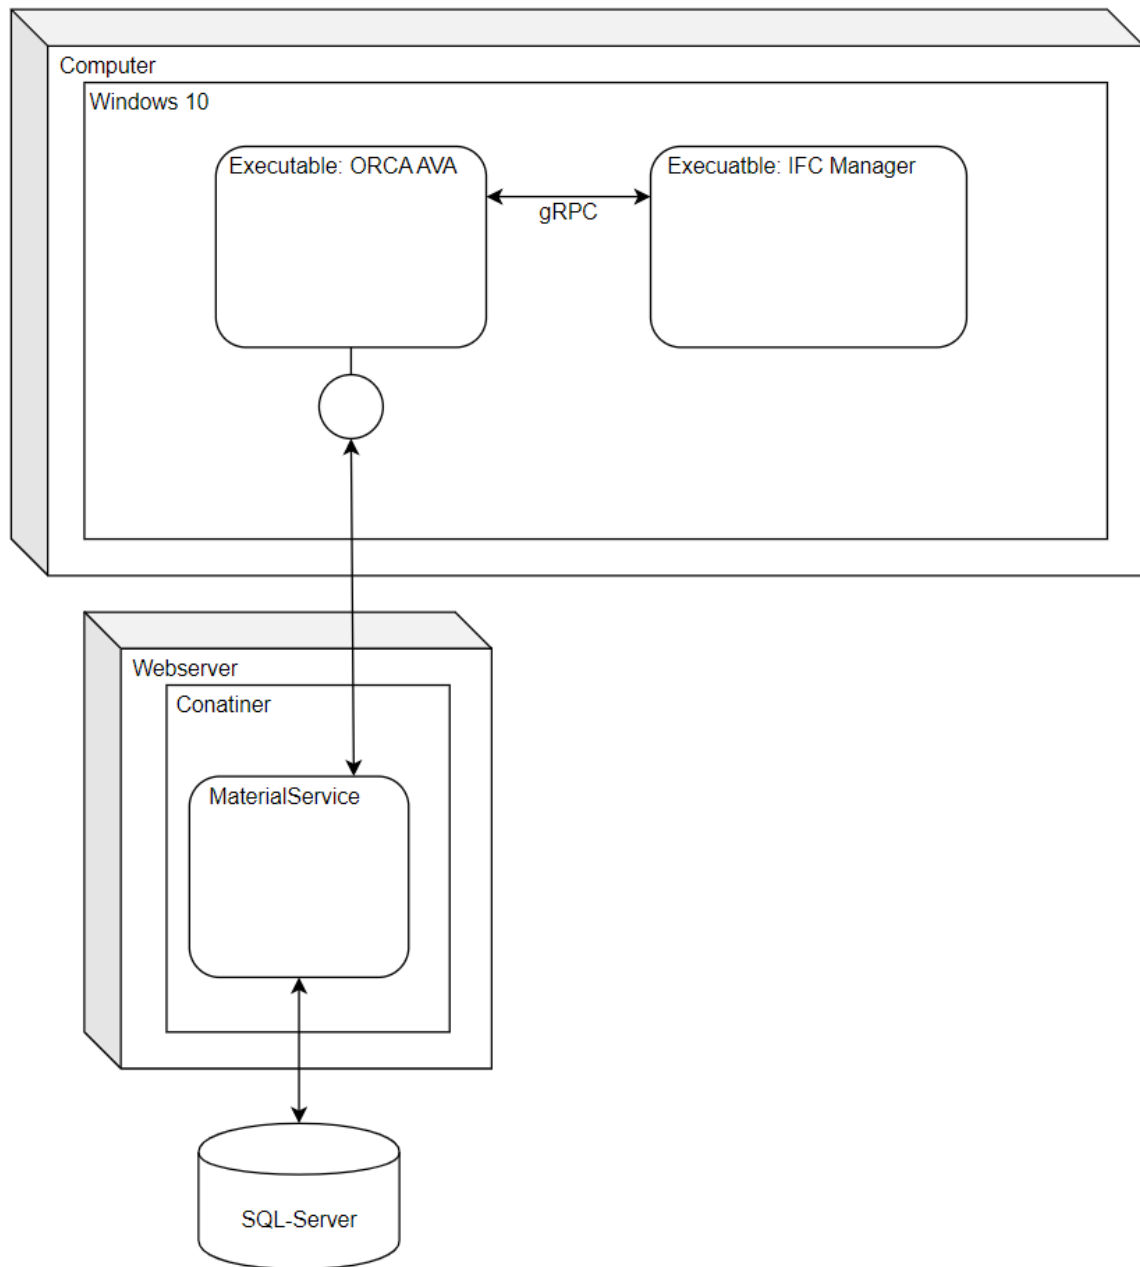 Computer
Windows 10
Executable: ORCA AVA
Execuatble: IFC Manager
gRPC
Webserver
Conatiner
MaterialService
SQL-Server